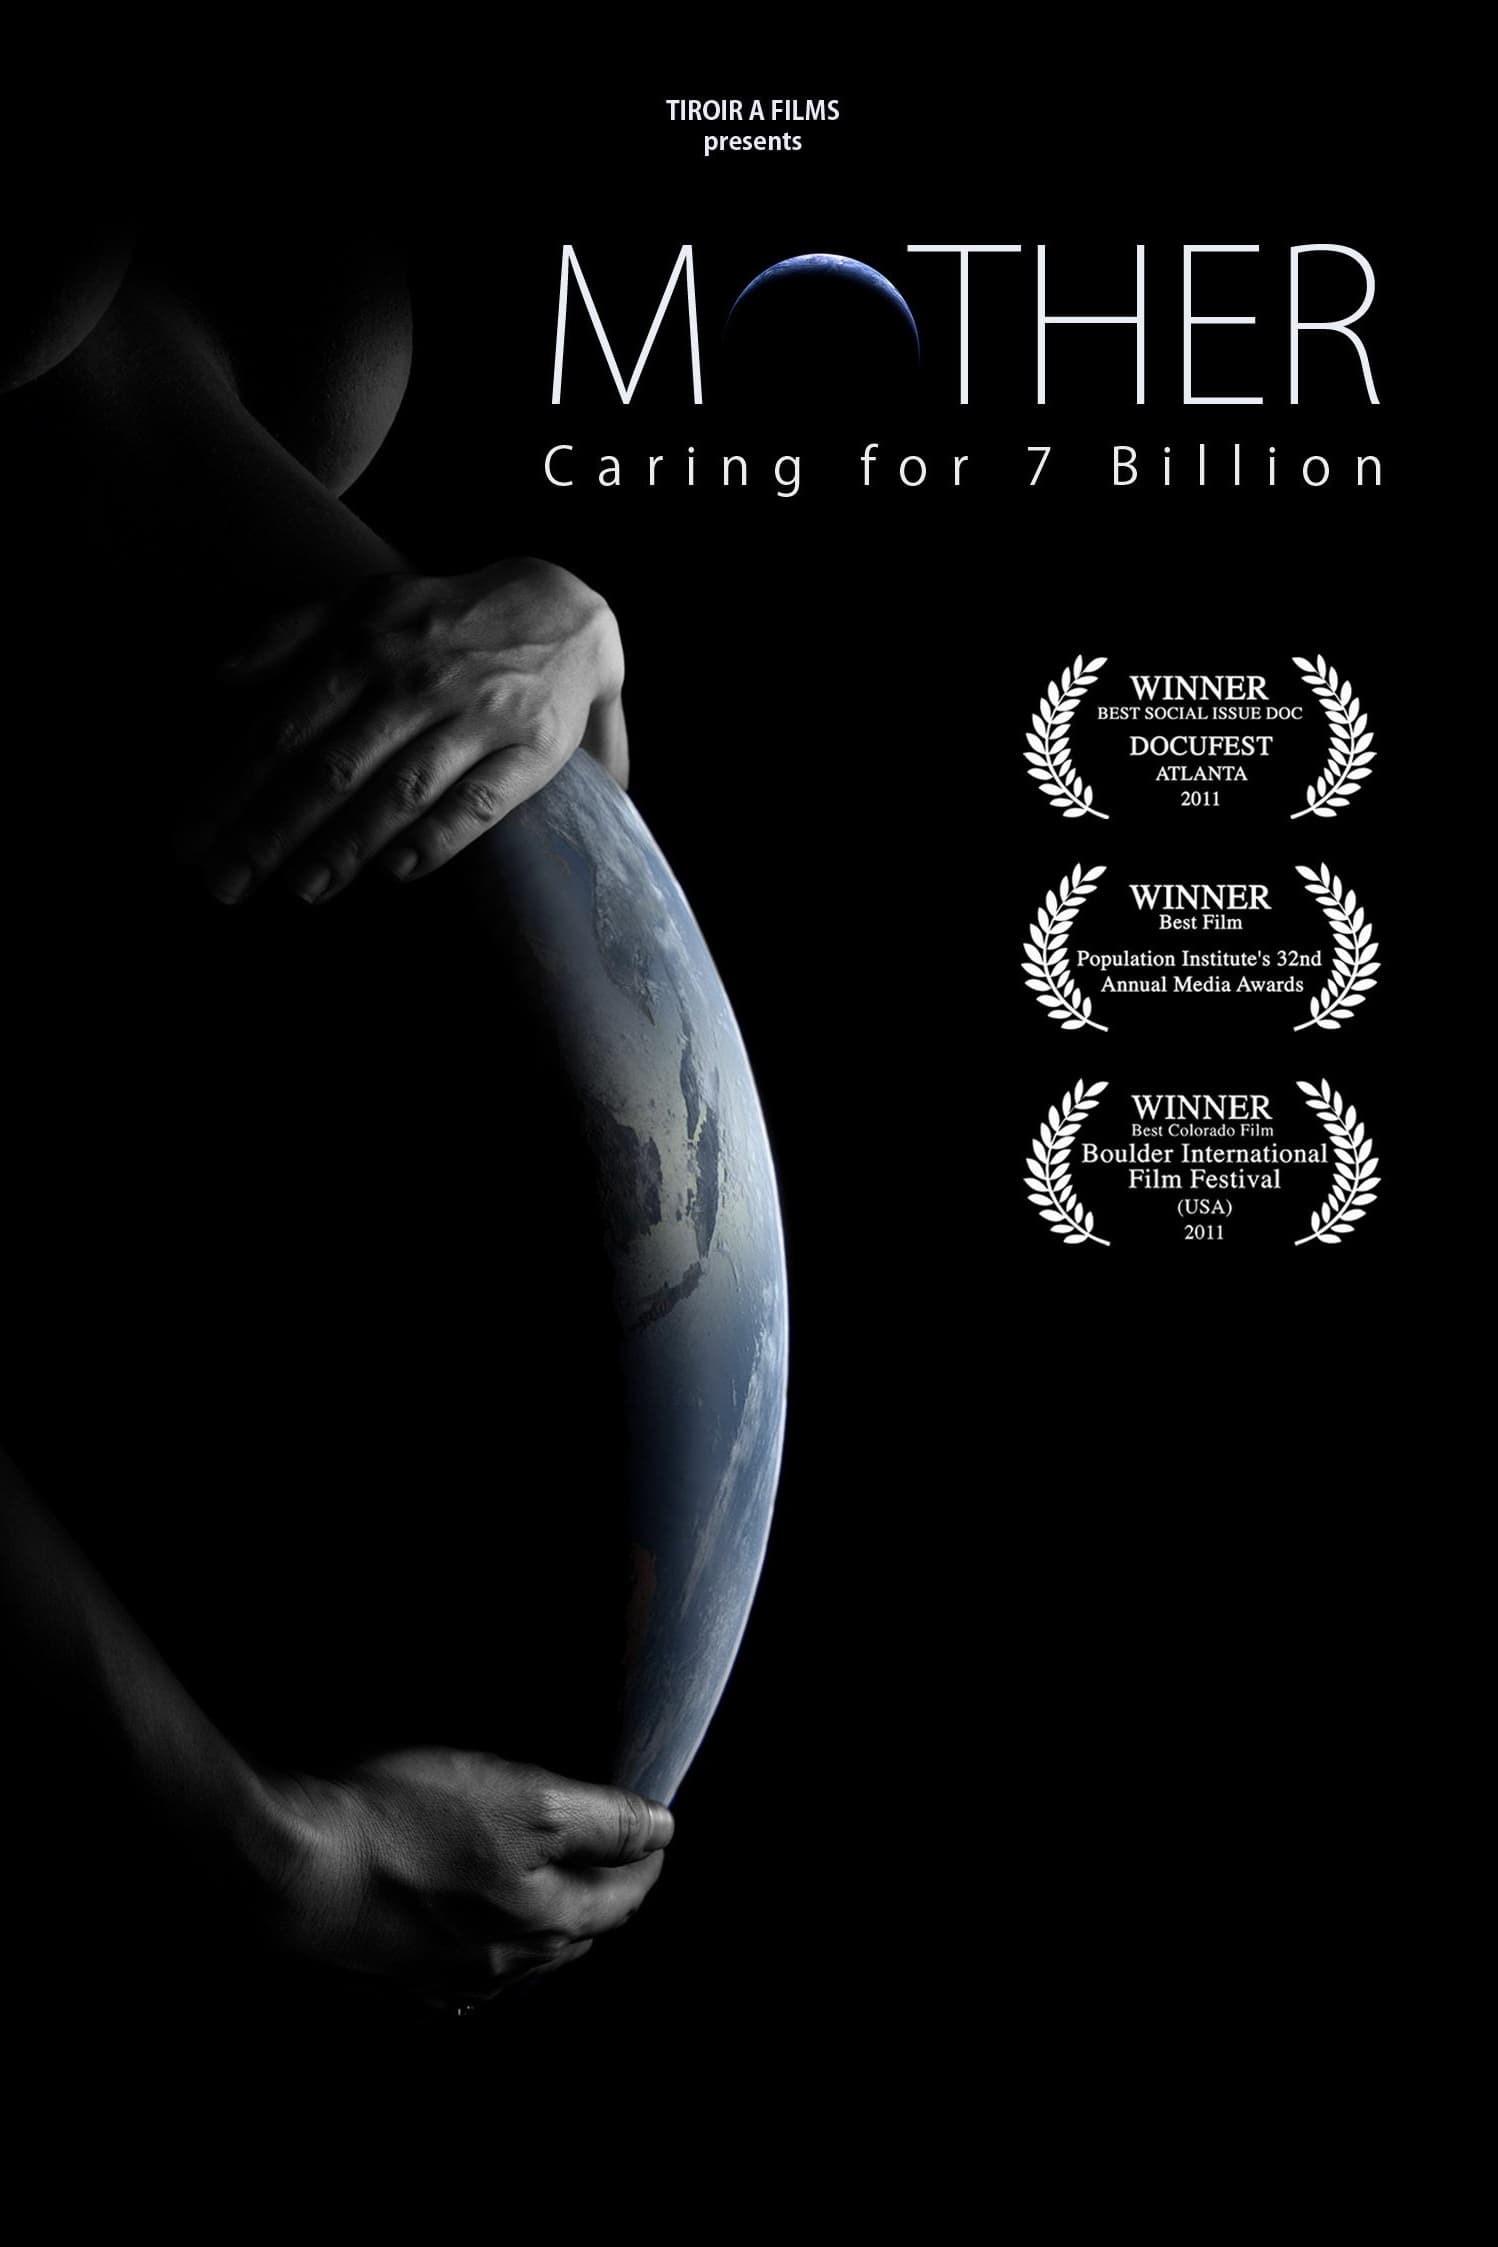 TIROIR A FILMS
presents
MOTHER
Caring for 7 Billion
WINNER
BEST SOCIAL ISSUE DOC
DOCUFEST
ATLANTA
2011
WINNER
Best Film
Population Institute's 32nd
Annual Media Awards
WINNER
Best Colorado Film
Boulder International
Film Festival
(USA)
2011